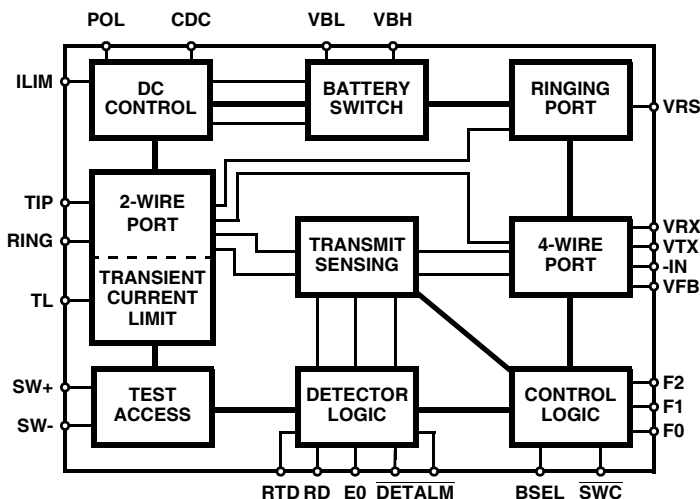 POL CDC VBL VBH
ILIM
DC
CONTROL
BATTERY
SWITCH
RINGING
PORT
VRS
TIP
RING
TL
2-WIRE
PORT
TRANSIENT
CURRENT
LIMIT
TRANSMIT
SENSING
4-WIRE
PORT
VRX
VTX
-IN
VFB
SW+
SW-
TEST
ACCESS
DETECTOR
LOGIC
CONTROL
LOGIC
F2
F1
F0
RTD RD E0 DET ALM BSEL SWC